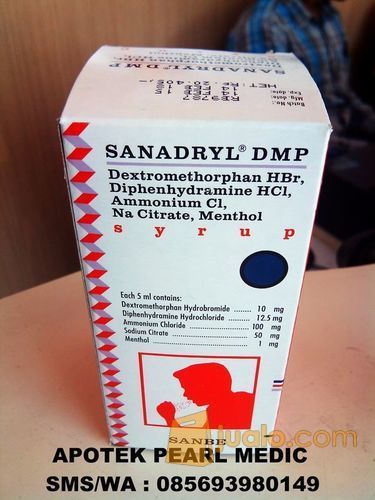 SANADRYL DMP
SANADRYL® DMP
Dextromethorphan HBr,
Diphenhydramine HCl,
Ammonium Cl,
Na Citrate, Menthol
syrup
Each 5 ml contains:
Dextromethorphan Hydrobromide ........ 10 mg
Diphenhydramine Hydrochloride ......... 12.5 mg
Ammonium Chloride ........ 100 mg
Sodium Citrate ........ 50 mg
Menthol ........ 1 mg
SANBE
jualo.com
APOTEK PEARL MEDIC
SMS/WA : 085693980149